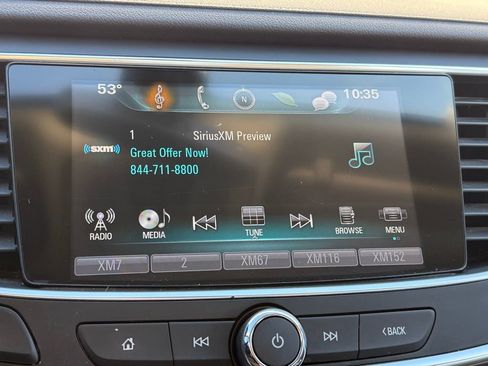 53° 10:35
N
1 SiriusXM Preview
((sxm)) Great Offer Now!
844-711-8800
RADIO MEDIA TUNE BROWSE MENU
XM7 2 XM67 XM118 XM152
<BACK